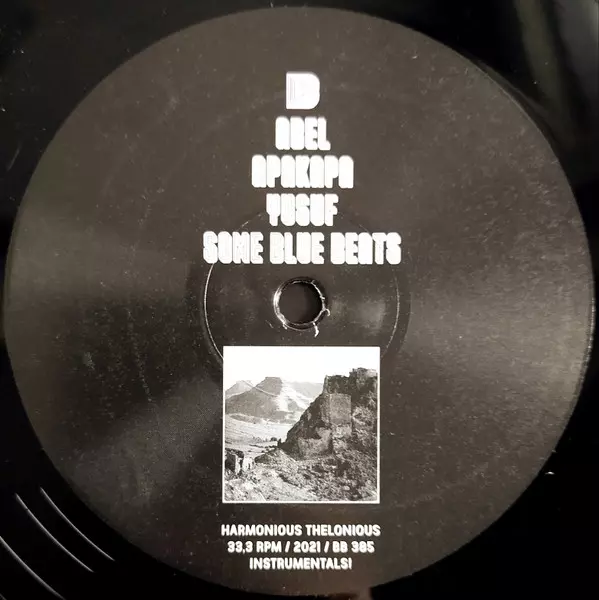 B
ABEL
APAKAPA
YUSUF
SOME BLUE BEATS
HARMONIOUS THELONIOUS
33,3 RPM / 2021 / BB 385
INSTRUMENTALS!